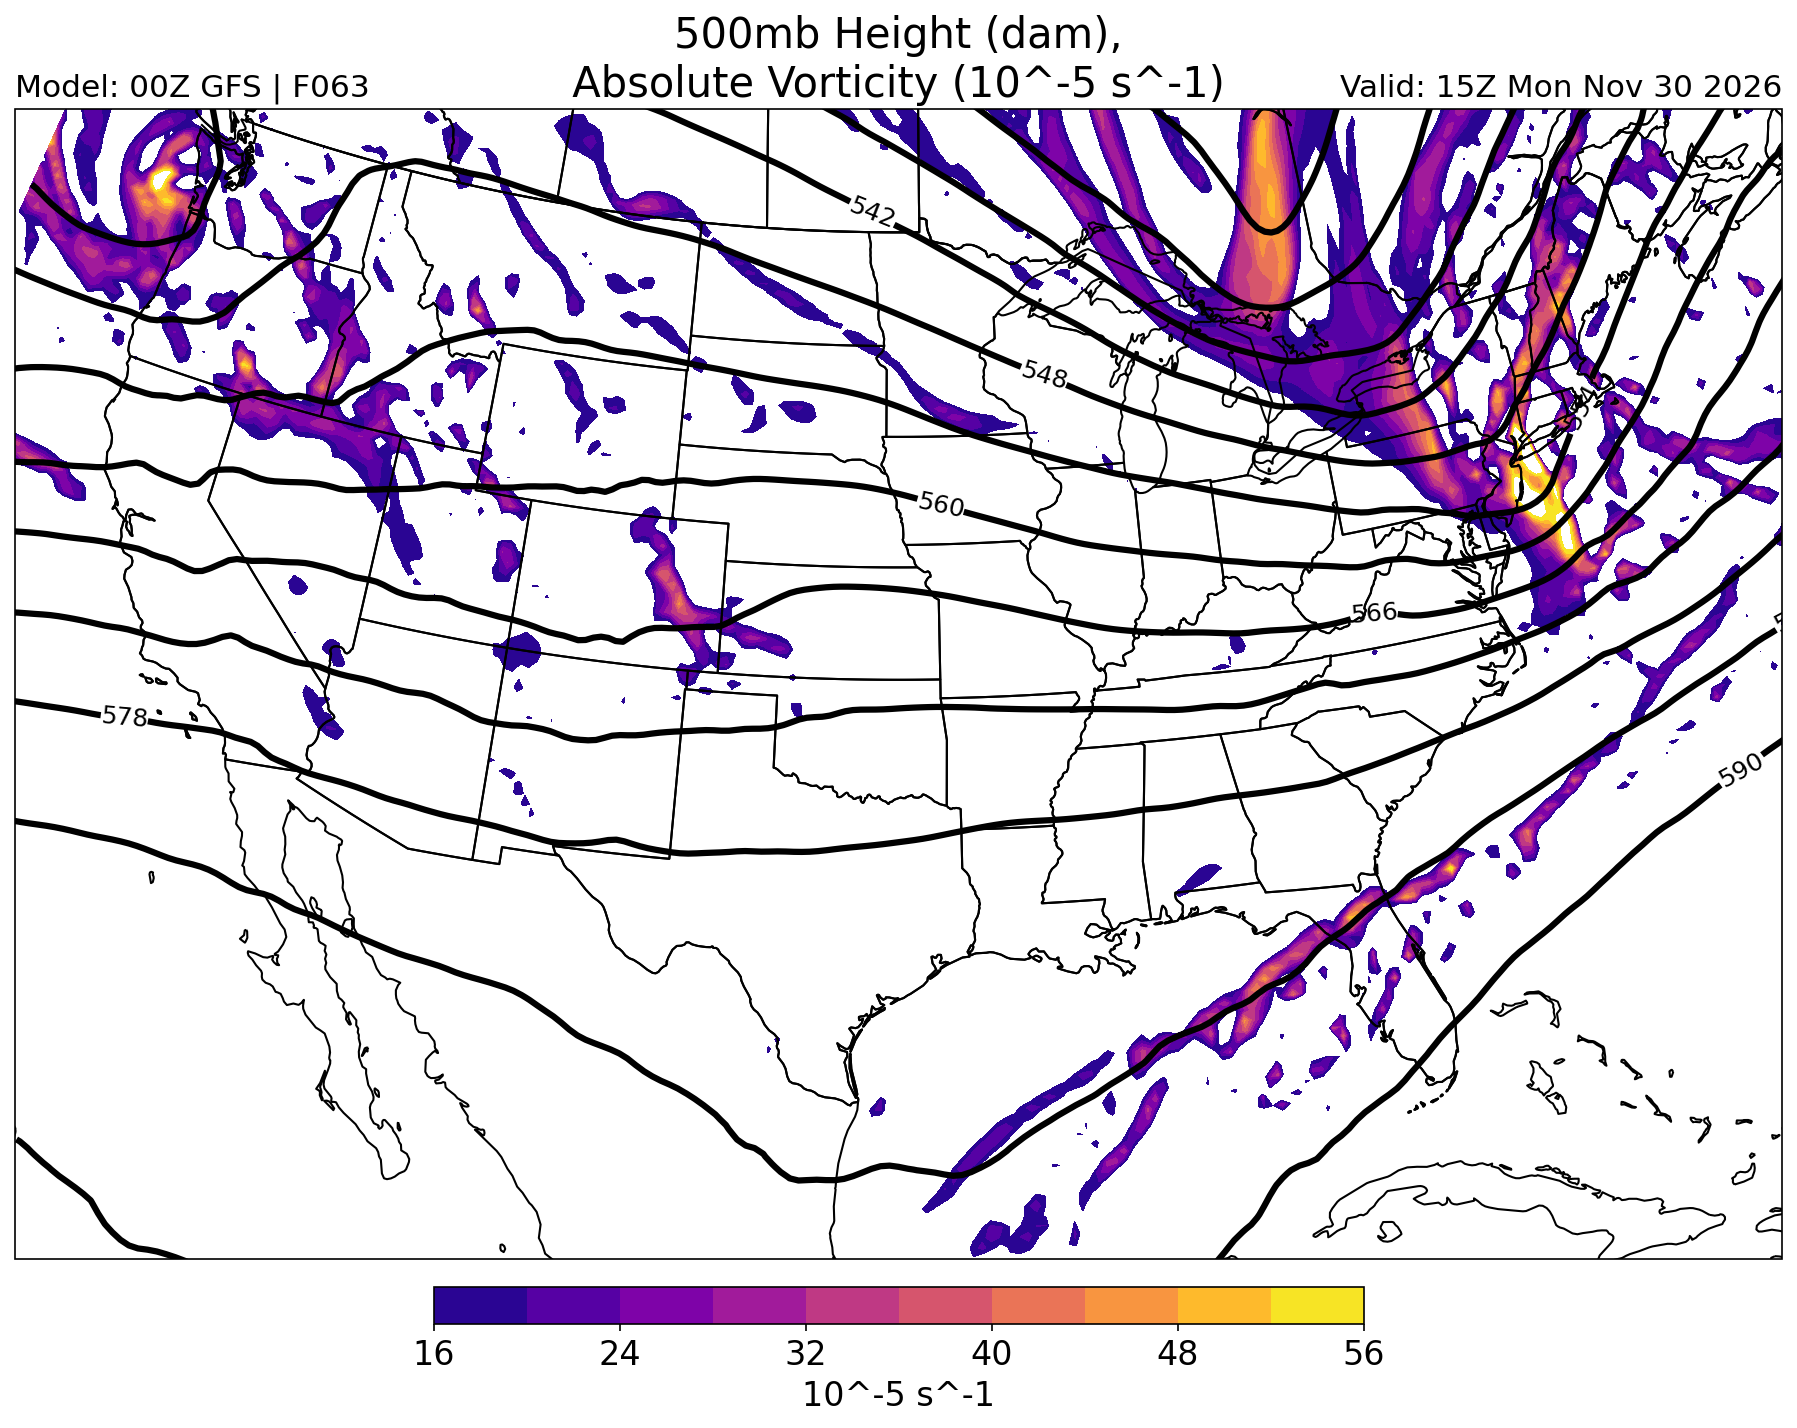 500mb Height (dam),
Model: 00Z GFS | F063
Absolute Vorticity (10^-5 s^-1)
Valid: 15Z Mon Nov 30 2026
542
548
560
566
578
590
16 24 32 40 48 56
10^-5 s^-1